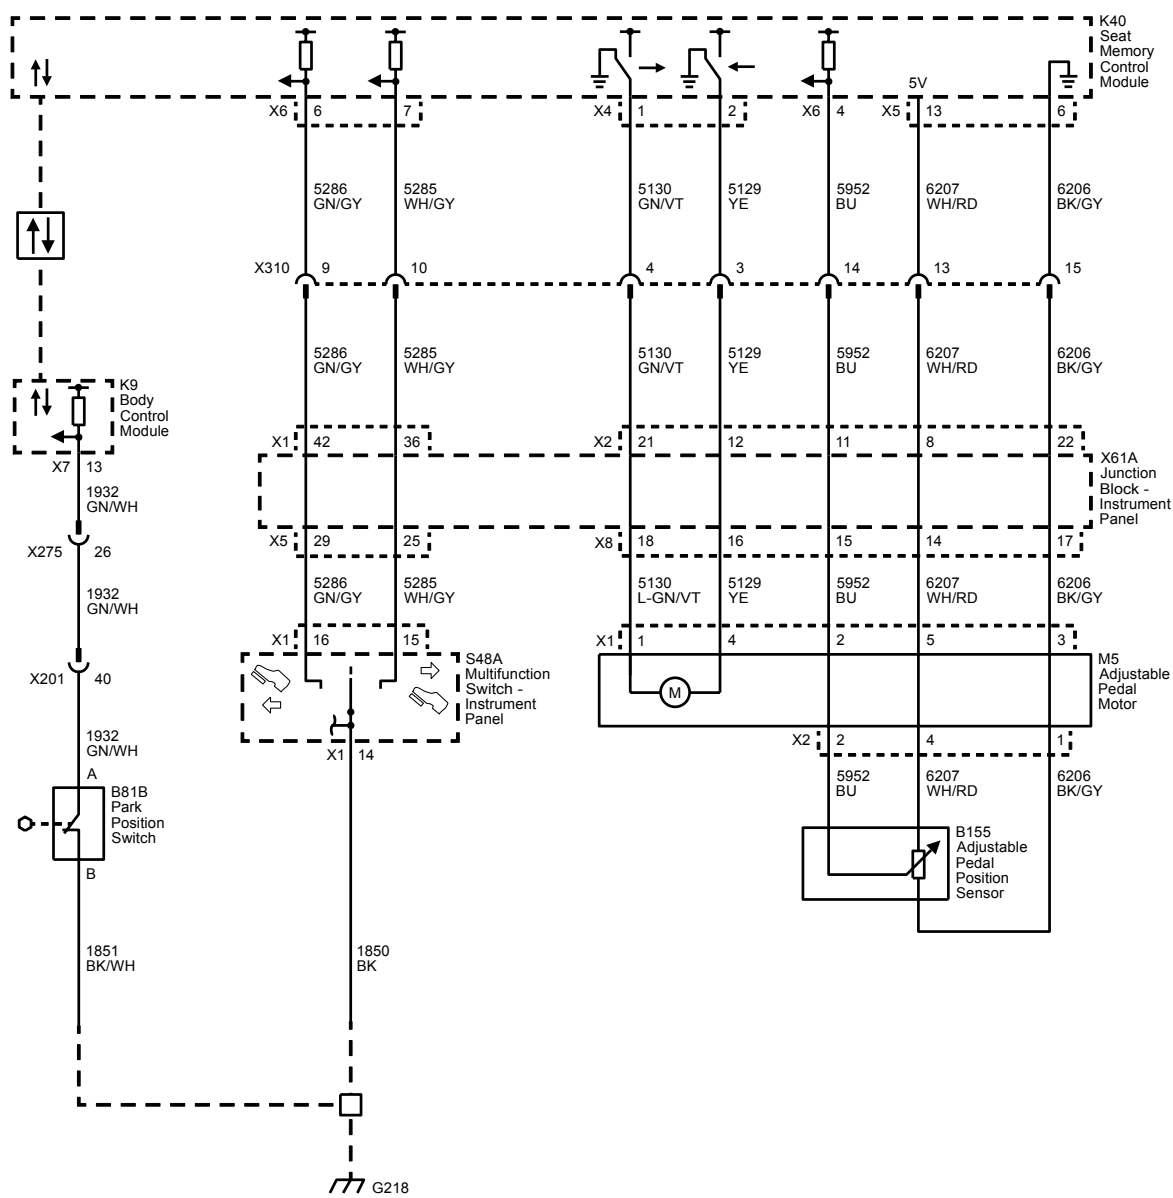 K40
Seat
Memory
Control
Module
5V
X6 6 7 X4 1 2 X6 4 X5 13 6
5286 5285 5130 5129 5952 6207 6206
GN/GY WH/GY GN/VT YE BU WH/RD BK/GY
X310 9 10 4 3 14 13 15
5286 5285 5130 5129 5952 6207 6206
GN/GY WH/GY GN/VT YE BU WH/RD BK/GY
K9
Body
Control
Module
X1 42 36 X2 21 12 11 8 22
X7 13
X61A
Junction
Block -
Instrument
Panel
1932
GN/WH
X275 26
X5 29 25 X8 18 16 15 14 17
1932
GN/WH
5286 5285 5130 5129 5952 6207 6206
GN/GY WH/GY L-GN/VT YE BU WH/RD BK/GY
X1 16 15 X1 1 4 2 5 3
X201 40
S48A
Multifunction
Switch -
Instrument
Panel
M
M5
Adjustable
Pedal
Motor
1932
GN/WH
X1 14
X2 2 4 1
A
5952 6207 6206
BU WH/RD BK/GY
B81B
Park
Position
Switch
B
B155
Adjustable
Pedal
Position
Sensor
1851
BK/WH
1850
BK
G218